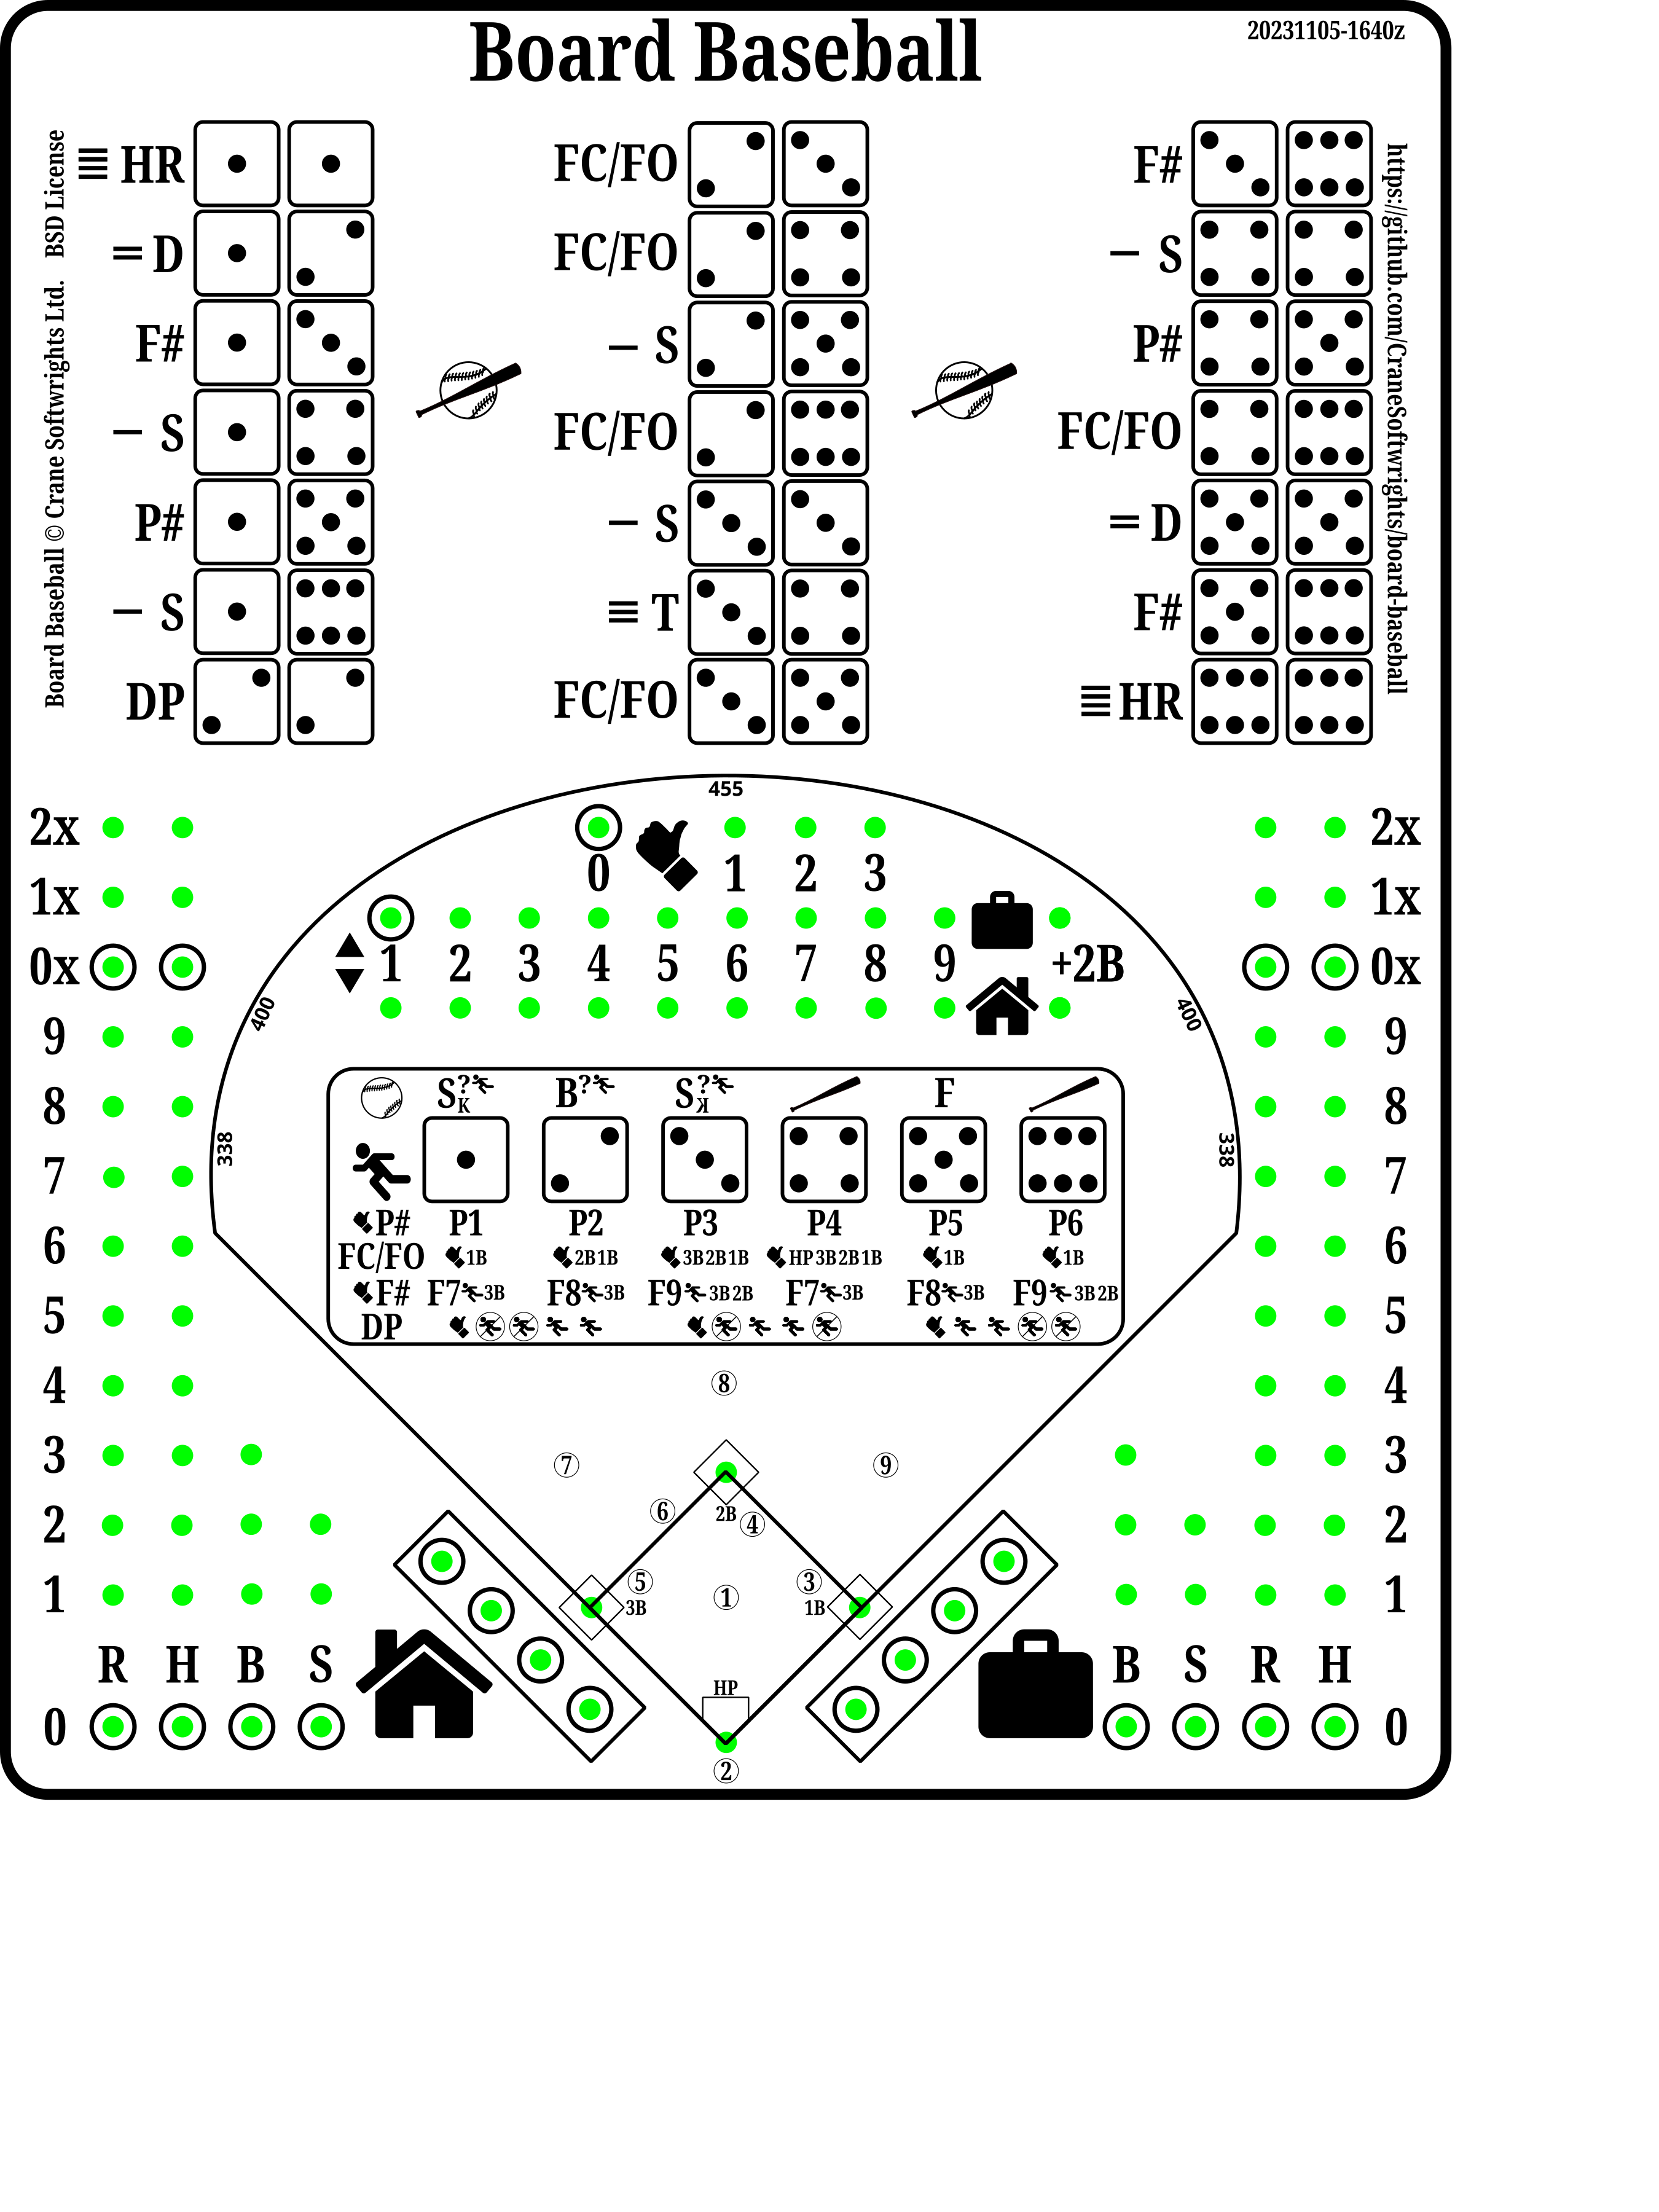 Board Baseball
20231105-1640z
Board Baseball © Crane Softwrights Ltd. BSD License
https://github.com/CraneSoftwrights/board-baseball
≣ HR
= D
F#
− S
P#
− S
DP
FC/FO
FC/FO
− S
FC/FO
− S
≡ T
FC/FO
F#
− S
P#
FC/FO
= D
F#
≣ HR
455
400
400
338
338
0 1 2 3
1 2 3 4 5 6 7 8 9 +2B
S?K B? S?ꓘ F
P# P1 P2 P3 P4 P5 P6
FC/FO 1B 2B1B 3B2B1B HP3B2B1B 1B 1B
F# F7 3B F8 3B F9 3B2B F7 3B F8 3B F9 3B2B
DP
2x
1x
0x
9
8
7
6
5
4
3
2
1
R H B S
0
2x
1x
0x
9
8
7
6
5
4
3
2
1
B S R H
0
⑧
⑦ ⑨
⑥ 2B ④
⑤ ③
3B ① 1B
HP
②